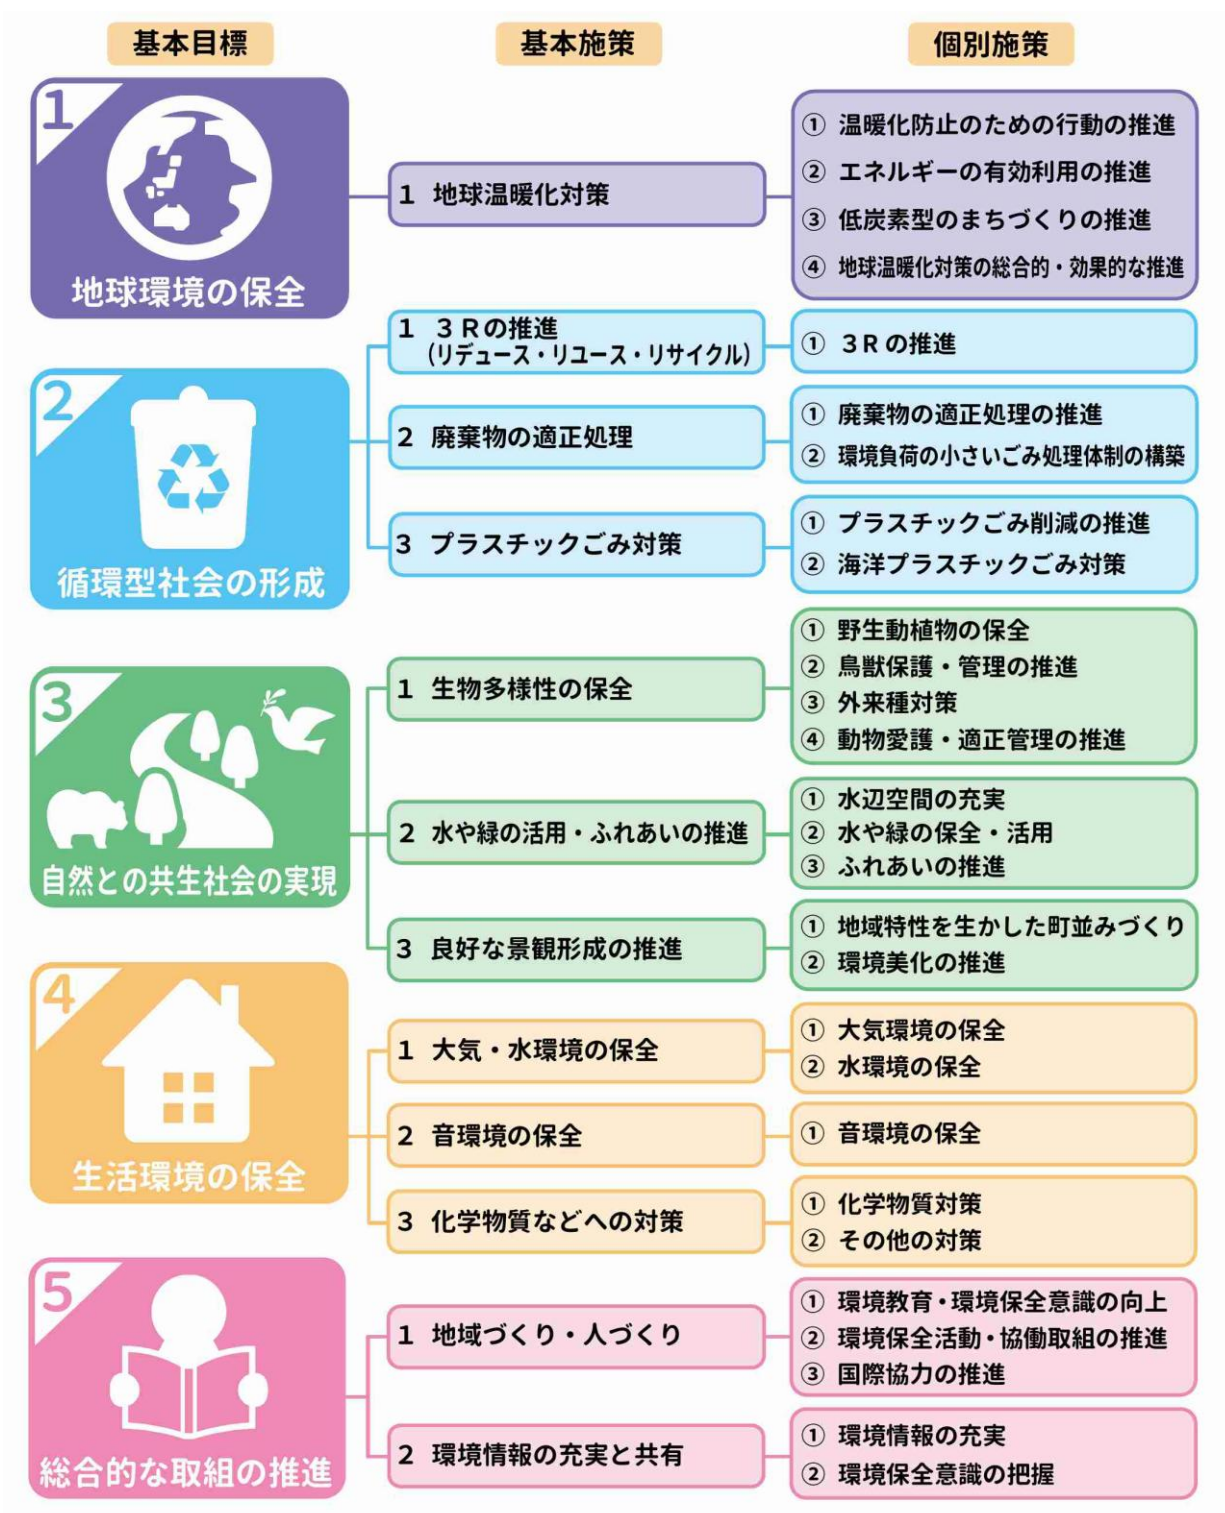 基本目標
基本施策
個別施策
1
地球環境の保全
1 地球温暖化対策
① 温暖化防止のための行動の推進
② エネルギーの有効利用の推進
③ 低炭素型のまちづくりの推進
④ 地球温暖化対策の総合的・効果的な推進
2
循環型社会の形成
1 3Rの推進
(リデュース・リユース・リサイクル)
① 3Rの推進
2 廃棄物の適正処理
① 廃棄物の適正処理の推進
② 環境負荷の小さいごみ処理体制の構築
3 プラスチックごみ対策
① プラスチックごみ削減の推進
② 海洋プラスチックごみ対策
3
自然との共生社会の実現
1 生物多様性の保全
① 野生動植物の保全
② 鳥獣保護・管理の推進
③ 外来種対策
④ 動物愛護・適正管理の推進
2 水や緑の活用・ふれあいの推進
① 水辺空間の充実
② 水や緑の保全・活用
③ ふれあいの推進
3 良好な景観形成の推進
① 地域特性を生かした町並みづくり
② 環境美化の推進
4
生活環境の保全
1 大気・水環境の保全
① 大気環境の保全
② 水環境の保全
2 音環境の保全
① 音環境の保全
3 化学物質などへの対策
① 化学物質対策
② その他の対策
5
総合的な取組の推進
1 地域づくり・人づくり
① 環境教育・環境保全意識の向上
② 環境保全活動・協働取組の推進
③ 国際協力の推進
2 環境情報の充実と共有
① 環境情報の充実
② 環境保全意識の把握